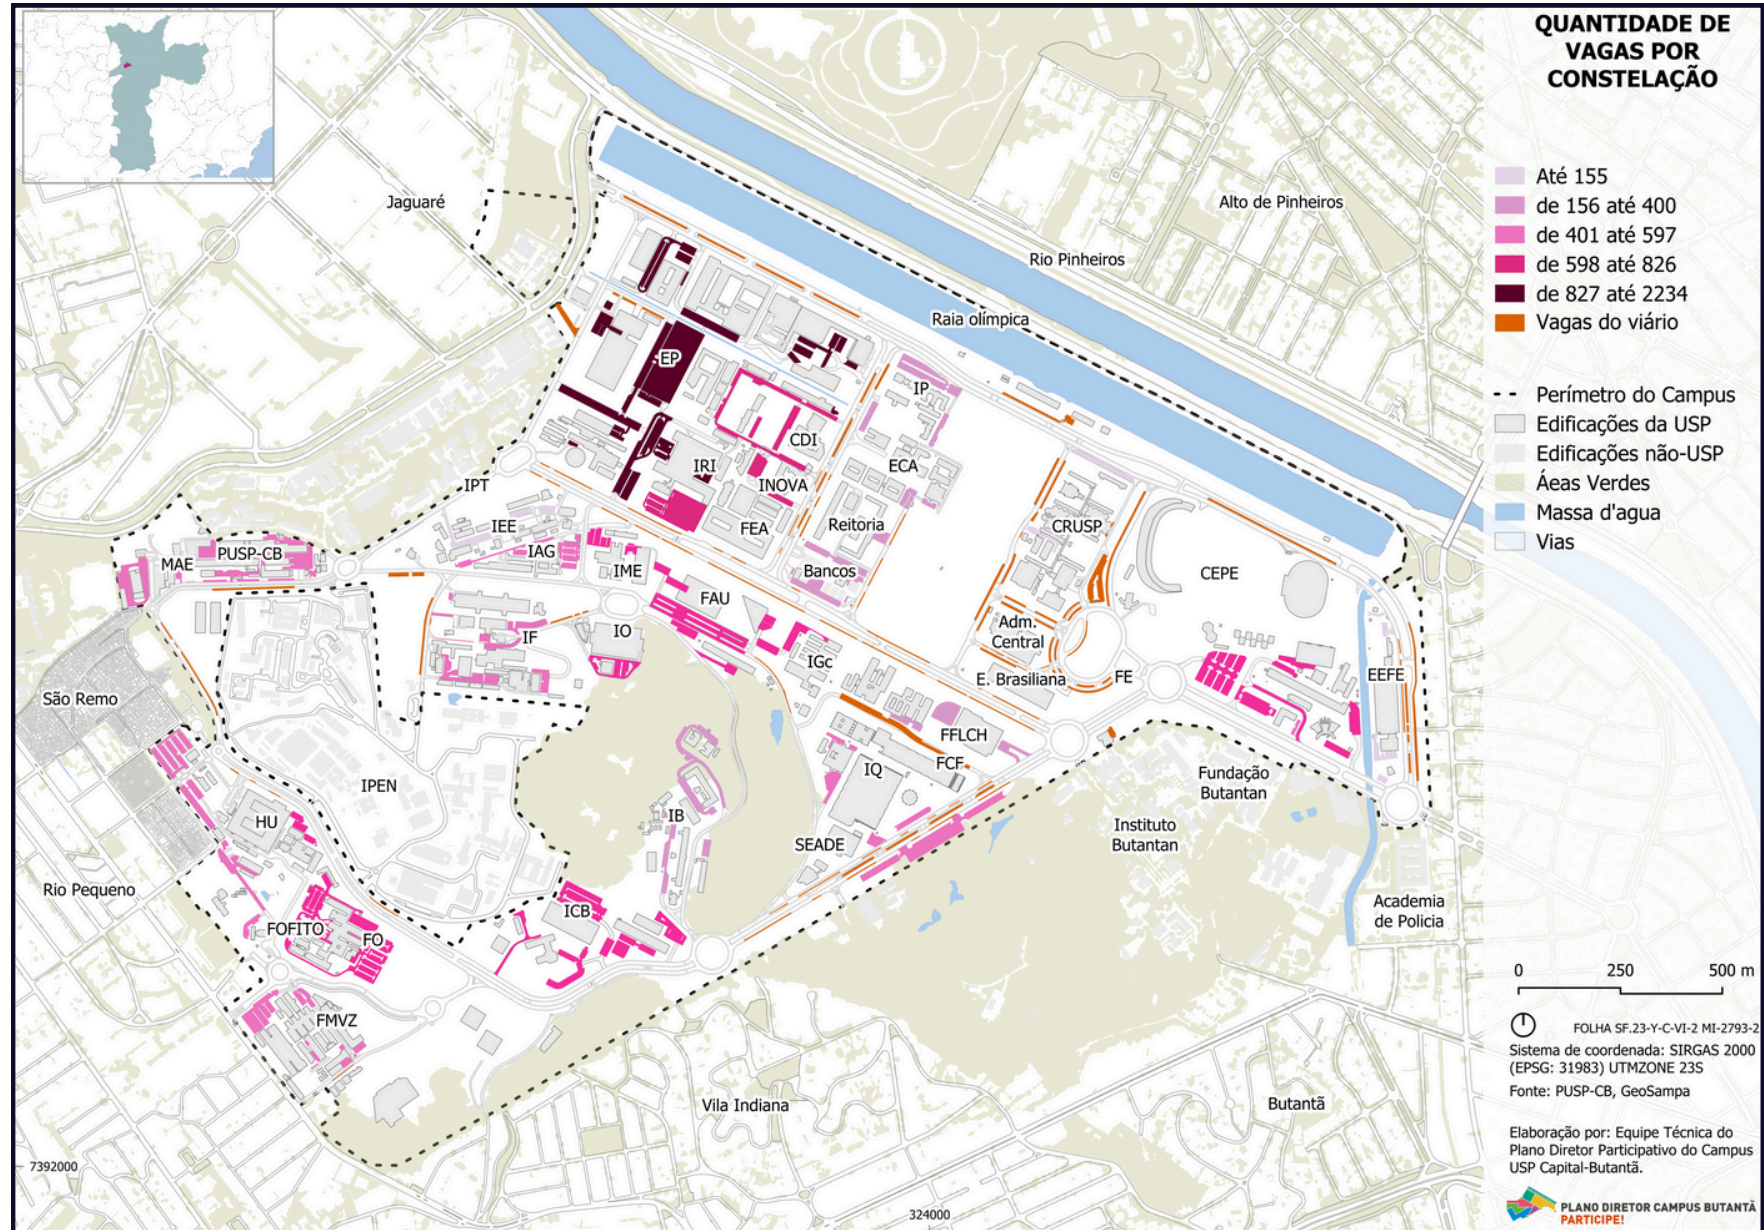 QUANTIDADE DE
VAGAS POR
CONSTELAÇÃO
Até 155
de 156 até 400
de 401 até 597
de 598 até 826
de 827 até 2234
Vagas do viário
Perímetro do Campus
Edificações da USP
Edificações não-USP
Áeas Verdes
Massa d'agua
Vias
Jaguaré
Alto de Pinheiros
Rio Pinheiros
Raia olímpica
EP
IP
CDI
IRI
ECA
INOVA
IPT
IEE
FEA
Reitoria
CRUSP
PUSP-CB
MAE
IAG
IME
Bancos
CEPE
FAU
IF
IO
Adm.
Central
IGc
E. Brasiliana
FE
EEFE
São Remo
FFLCH
FCF
IQ
IPEN
Fundação
Butantan
HU
IB
SEADE
Instituto
Butantan
Rio Pequeno
ICB
Academia
de Policia
FOFITO
FO
FMVZ
Vila Indiana
Butantã
7392000
324000
0 250 500 m
FOLHA SF.23-Y-C-VI-2 MI-2793-2
Sistema de coordenada: SIRGAS 2000
(EPSG: 31983) UTMZONE 23S
Fonte: PUSP-CB, GeoSampa
Elaboração por: Equipe Técnica do
Plano Diretor Participativo do Campus
USP Capital-Butantã.
PLANO DIRETOR CAMPUS BUTANTÃ
PARTICIPE!